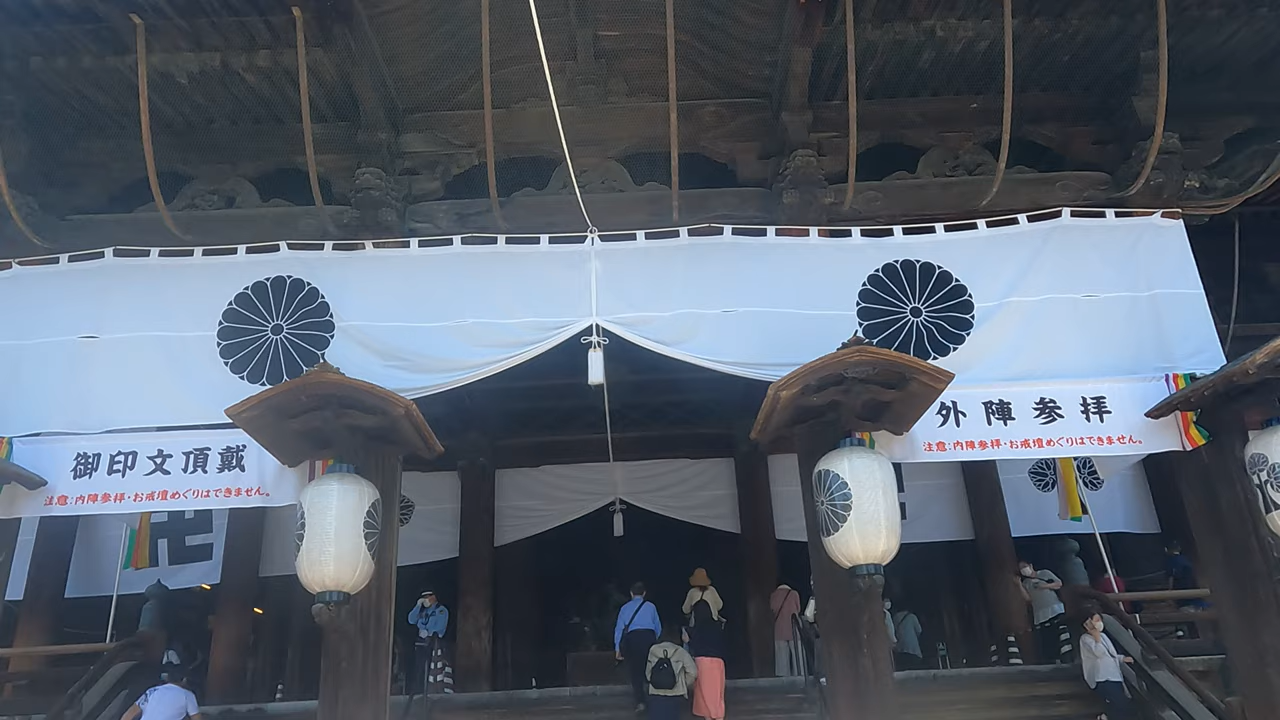 御印文頂戴
注意:内陣参拝・お戒壇めぐりはできません。
外陣参拝
注意:内陣参拝・お戒壇めぐりはできません。
卍